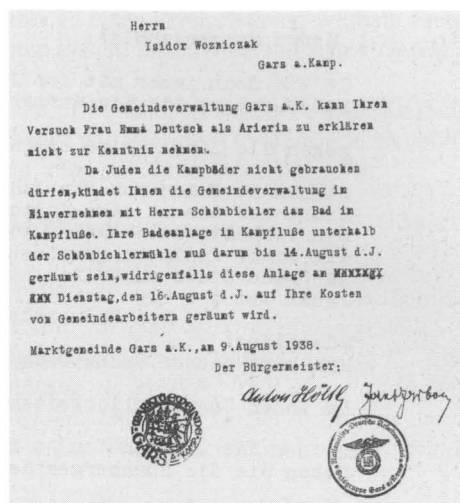 Herrn
Isidor Wozniczak
Gars a.Kamp.
Die Gemeindeverwaltung Gars a.K. kann Ihren
Versuch Frau Emma Deutsch als Arierin zu erklären
nicht zur Kenntnis nehmen.
Da Juden die Kampbäder nicht gebrauchen
dürfen,kündet Ihnen die Gemeindeverwaltung im
Einvernehmen mit Herrn Schönbichler das Bad im
Kampfluße. Ihre Badeanlage im Kampfluße unterhalb
der Schönbichlermühle muß darum bis 14.August d.J.
geräumt sein,widrigenfalls diese Anlage am
Dienstag,den 16.August d.J. auf Ihre Kosten
von Gemeindearbeitern geräumt wird.
Marktgemeinde Gars a.K.,am 9.August 1938.
Der Bürgermeister:
Anton Höltl
MARKTGEMEINDE
GARS